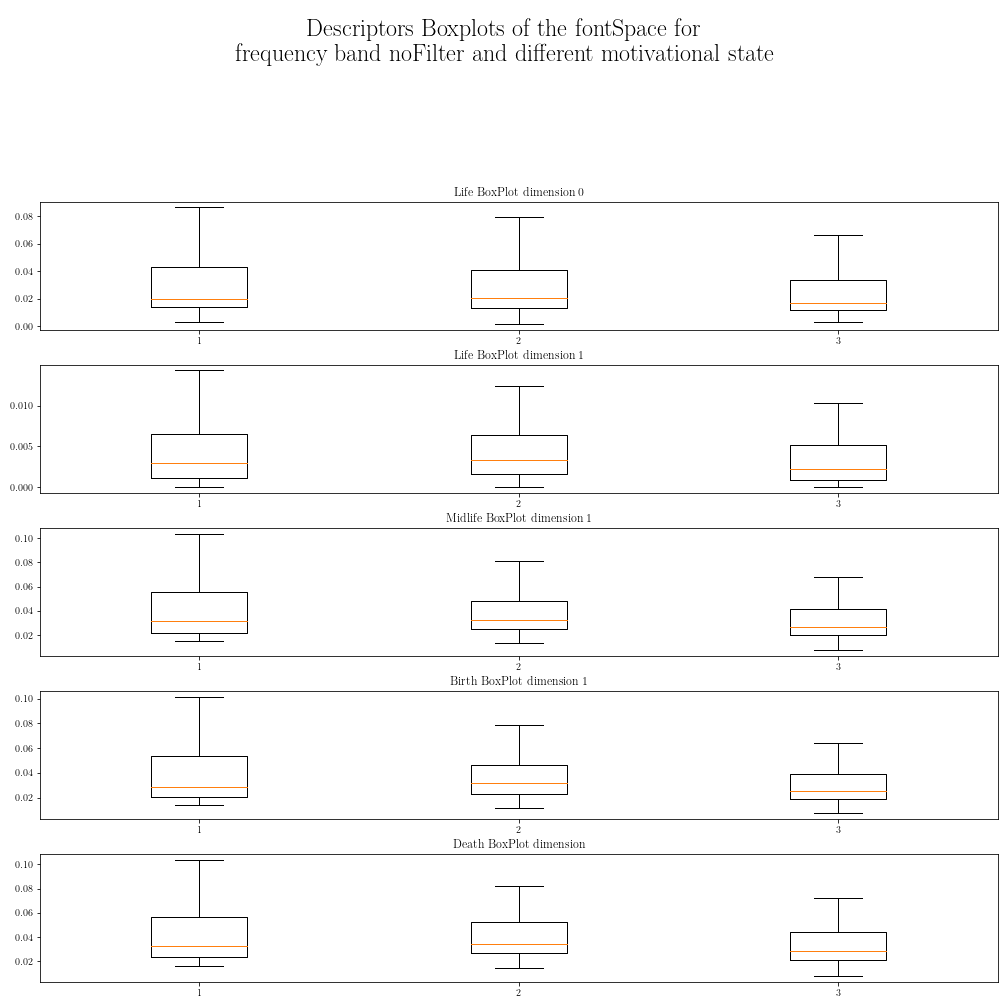 Descriptors Boxplots of the fontSpace for
frequency band noFilter and different motivational state
Life BoxPlot dimension 0
0.08
0.06
0.04
0.02
0.00
1 2 3
Life BoxPlot dimension 1
0.010
0.005
0.000
1 2 3
Midlife BoxPlot dimension 1
0.10
0.08
0.06
0.04
0.02
1 2 3
Birth BoxPlot dimension 1
0.10
0.08
0.06
0.04
0.02
1 2 3
Death BoxPlot dimension
0.10
0.08
0.06
0.04
0.02
1 2 3